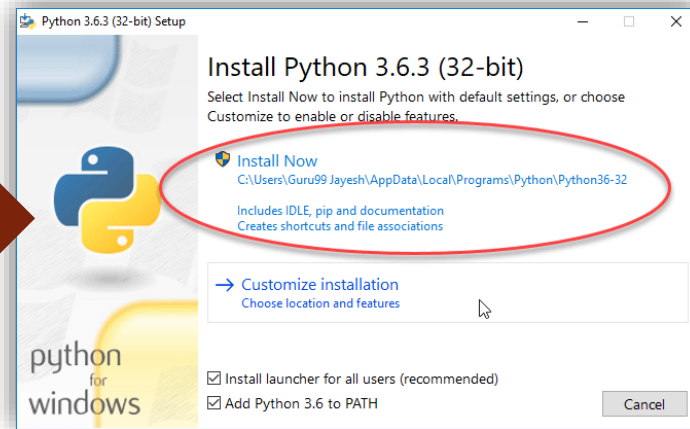 Python 3.6.3 (32-bit) Setup
Install Python 3.6.3 (32-bit)
Select Install Now to install Python with default settings, or choose
Customize to enable or disable features.
Install Now
C:\Users\Guru99 Jayesh\AppData\Local\Programs\Python\Python36-32
Includes IDLE, pip and documentation
Creates shortcuts and file associations
Customize installation
Choose location and features
python
for
windows
Install launcher for all users (recommended)
Add Python 3.6 to PATH
Cancel